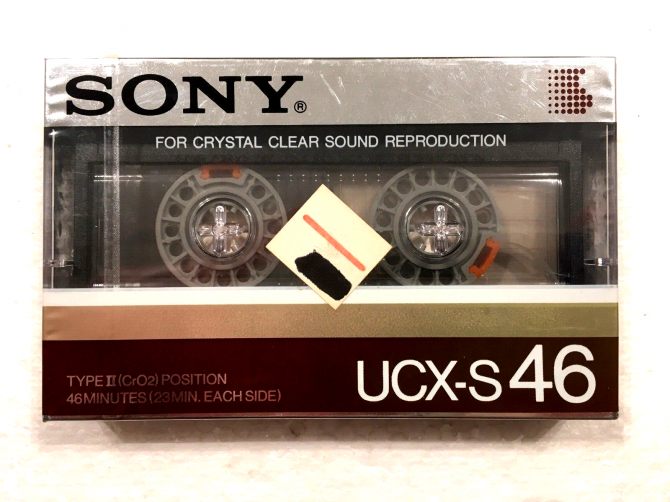 SONY®
FOR CRYSTAL CLEAR SOUND REPRODUCTION
TYPE II (CrO2) POSITION
46 MINUTES (23 MIN. EACH SIDE)
UCX-S 46